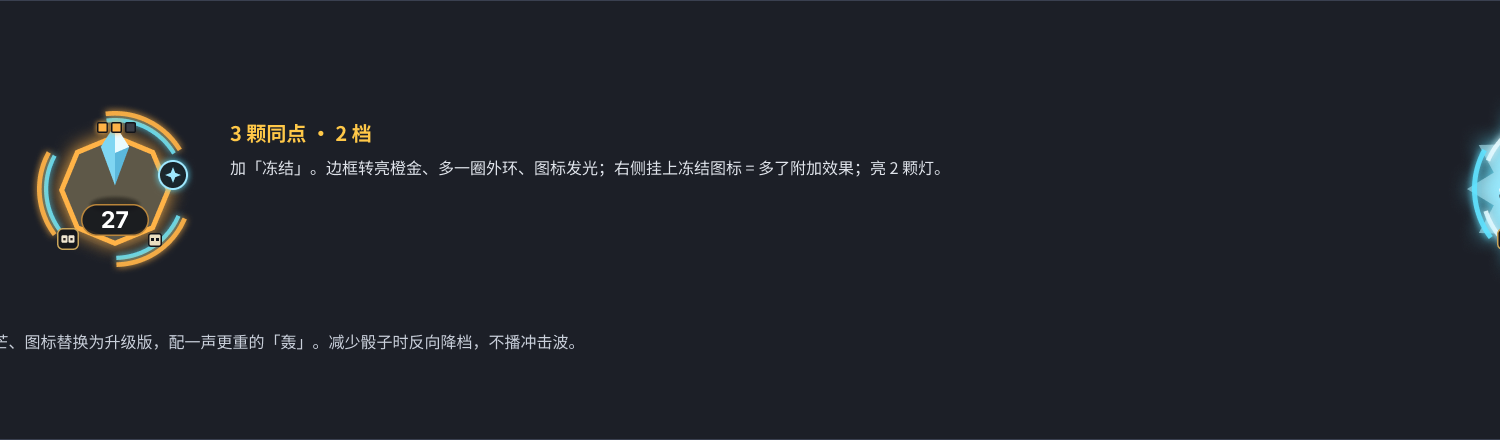 3 颗同点 · 2 档
加「冻结」。边框转亮橙金、多一圈外环、图标发光；右侧挂上冻结图标 = 多了附加效果；亮 2 颗灯。
27
、图标替换为升级版，配一声更重的「轰」。减少骰子时反向降档，不播冲击波。